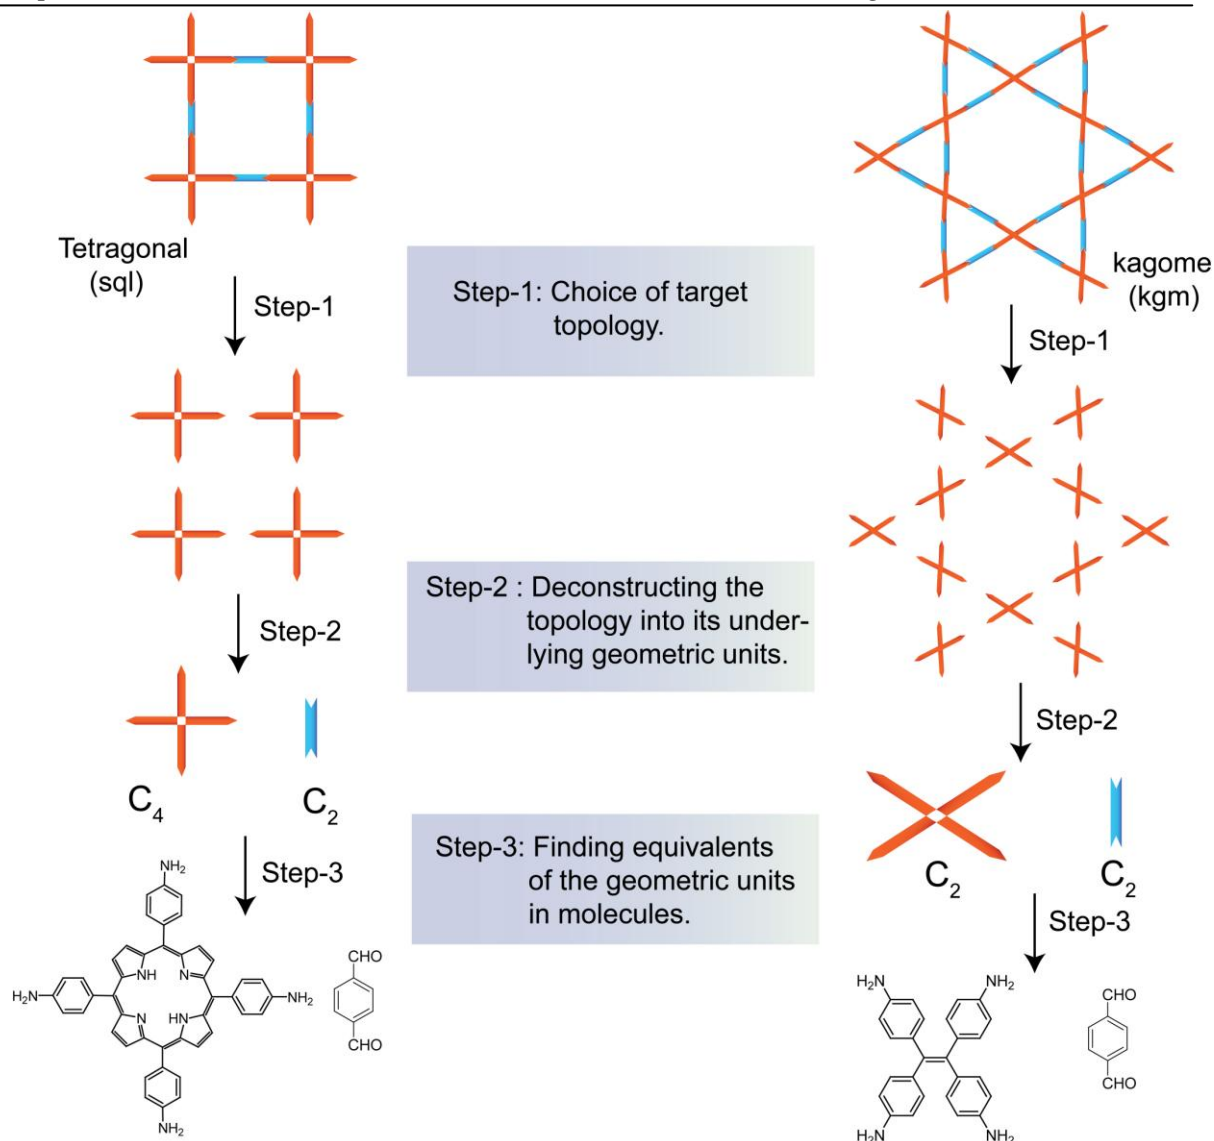 Tetragonal
(sql)
Step-1
Step-1: Choice of target
topology.
kagome
(kgm)
Step-1
Step-2
Step-2 : Deconstructing the
topology into its under-
lying geometric units.
Step-2
C4
C2
Step-3
Step-3: Finding equivalents
of the geometric units
in molecules.
C2
C2
Step-3
NH2
NH
N
H2N
NH2
N
HN
NH2
CHO
CHO
H2N
NH2
H2N
NH2
CHO
CHO